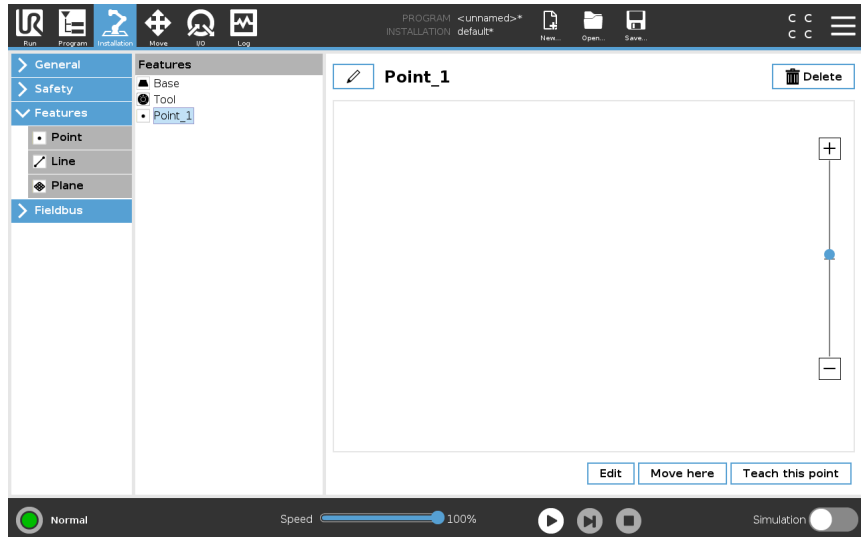 UR
Run
Program
Installation
Move
I/O
Log
PROGRAM <unnamed>*
INSTALLATION default*
New...
Open...
Save...
C C
C C
General
Safety
Features
Point
Line
Plane
Fieldbus
Features
Base
Tool
Point_1
Point_1
Delete
Edit
Move here
Teach this point
Normal
Speed
100%
Simulation